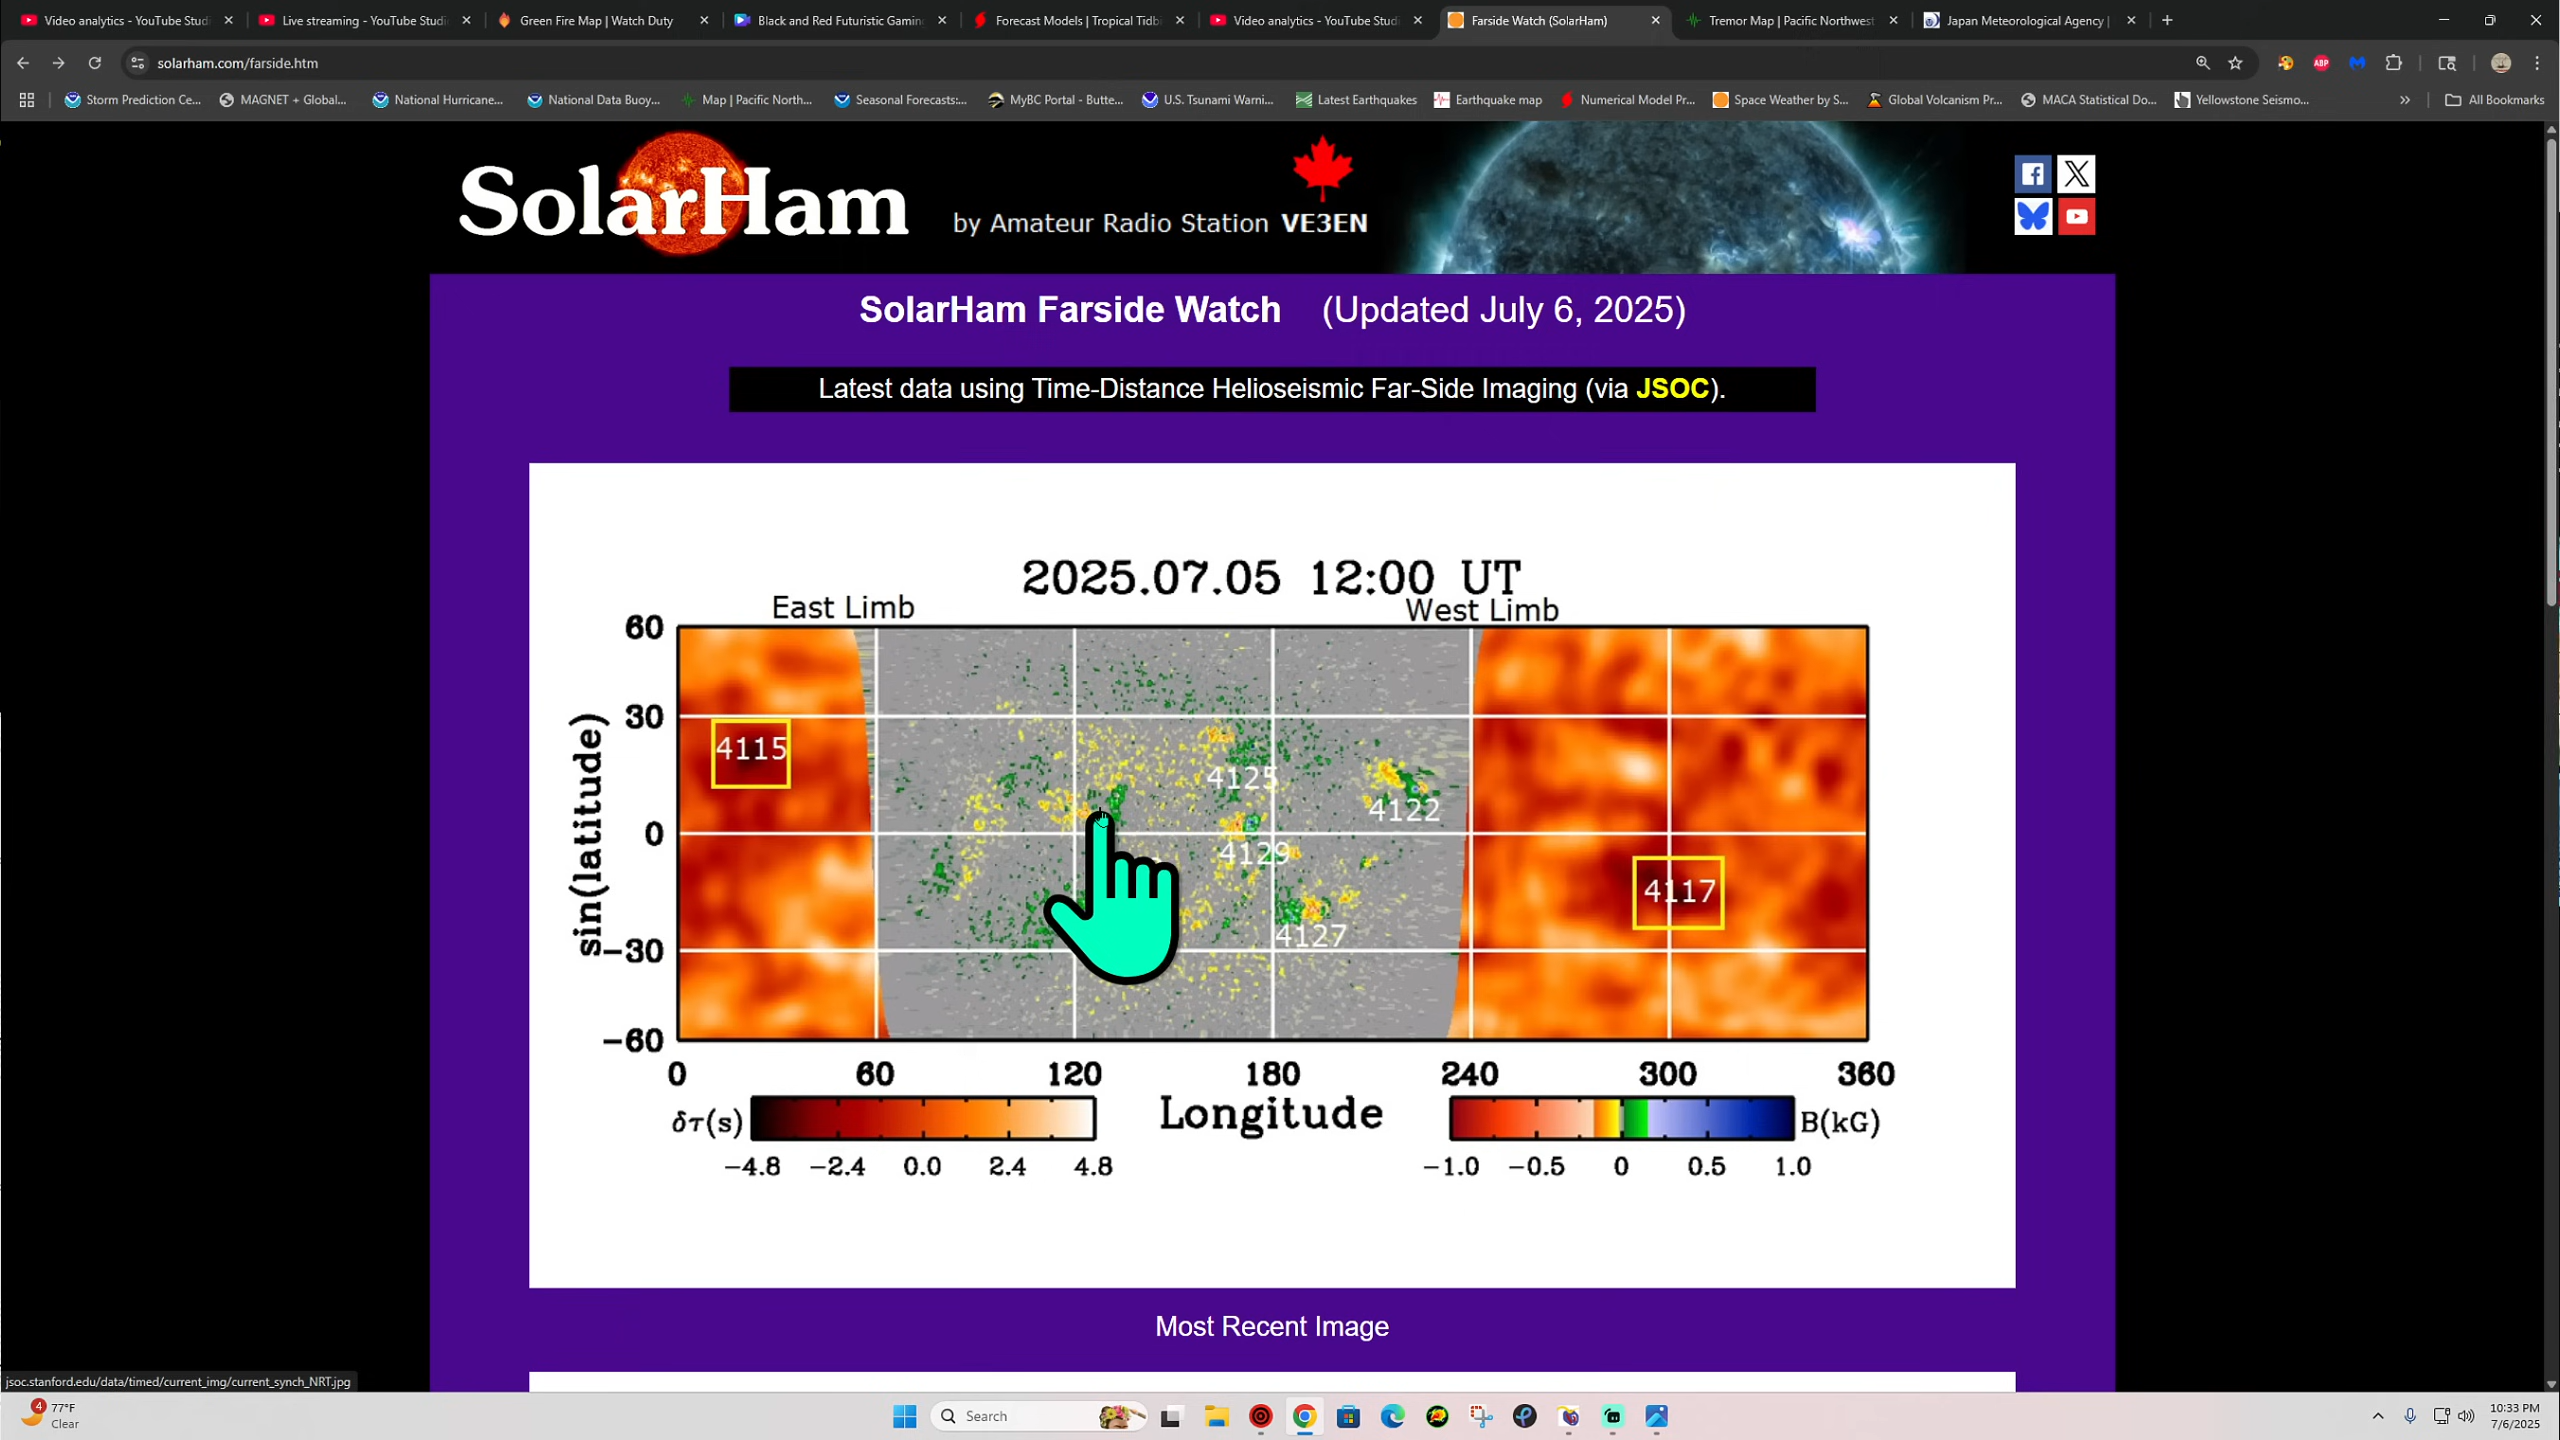 Video analytics - YouTube Studi
Live streaming - YouTube Studi
Green Fire Map | Watch Duty
Black and Red Futuristic Gamin
Forecast Models | Tropical Tidbi
Video analytics - YouTube Studi
Farside Watch (SolarHam)
Tremor Map | Pacific Northwest
Japan Meteorological Agency |
solarham.com/farside.htm
ABP
Storm Prediction Ce...
MAGNET + Global...
National Hurricane...
National Data Buoy...
Map | Pacific North...
Seasonal Forecasts:...
MyBC Portal - Butte...
U.S. Tsunami Warni...
Latest Earthquakes
Earthquake map
Numerical Model Pr...
Space Weather by S...
Global Volcanism Pr...
MACA Statistical Do...
Yellowstone Seismo...
All Bookmarks
SolarHam
by Amateur Radio Station VE3EN
SolarHam Farside Watch (Updated July 6, 2025)
Latest data using Time-Distance Helioseismic Far-Side Imaging (via JSOC).
2025.07.05 12:00 UT
East Limb
West Limb
60
30
0
−30
−60
sin(latitude)
4115
4125
4122
4129
4117
4127
0 60 120 180 240 300 360
Longitude
δτ(s)
−4.8 −2.4 0.0 2.4 4.8
B(kG)
−1.0 −0.5 0 0.5 1.0
Most Recent Image
jsoc.stanford.edu/data/timed/current_img/current_synch_NRT.jpg
4
77°F
Clear
Search
10:33 PM
7/6/2025